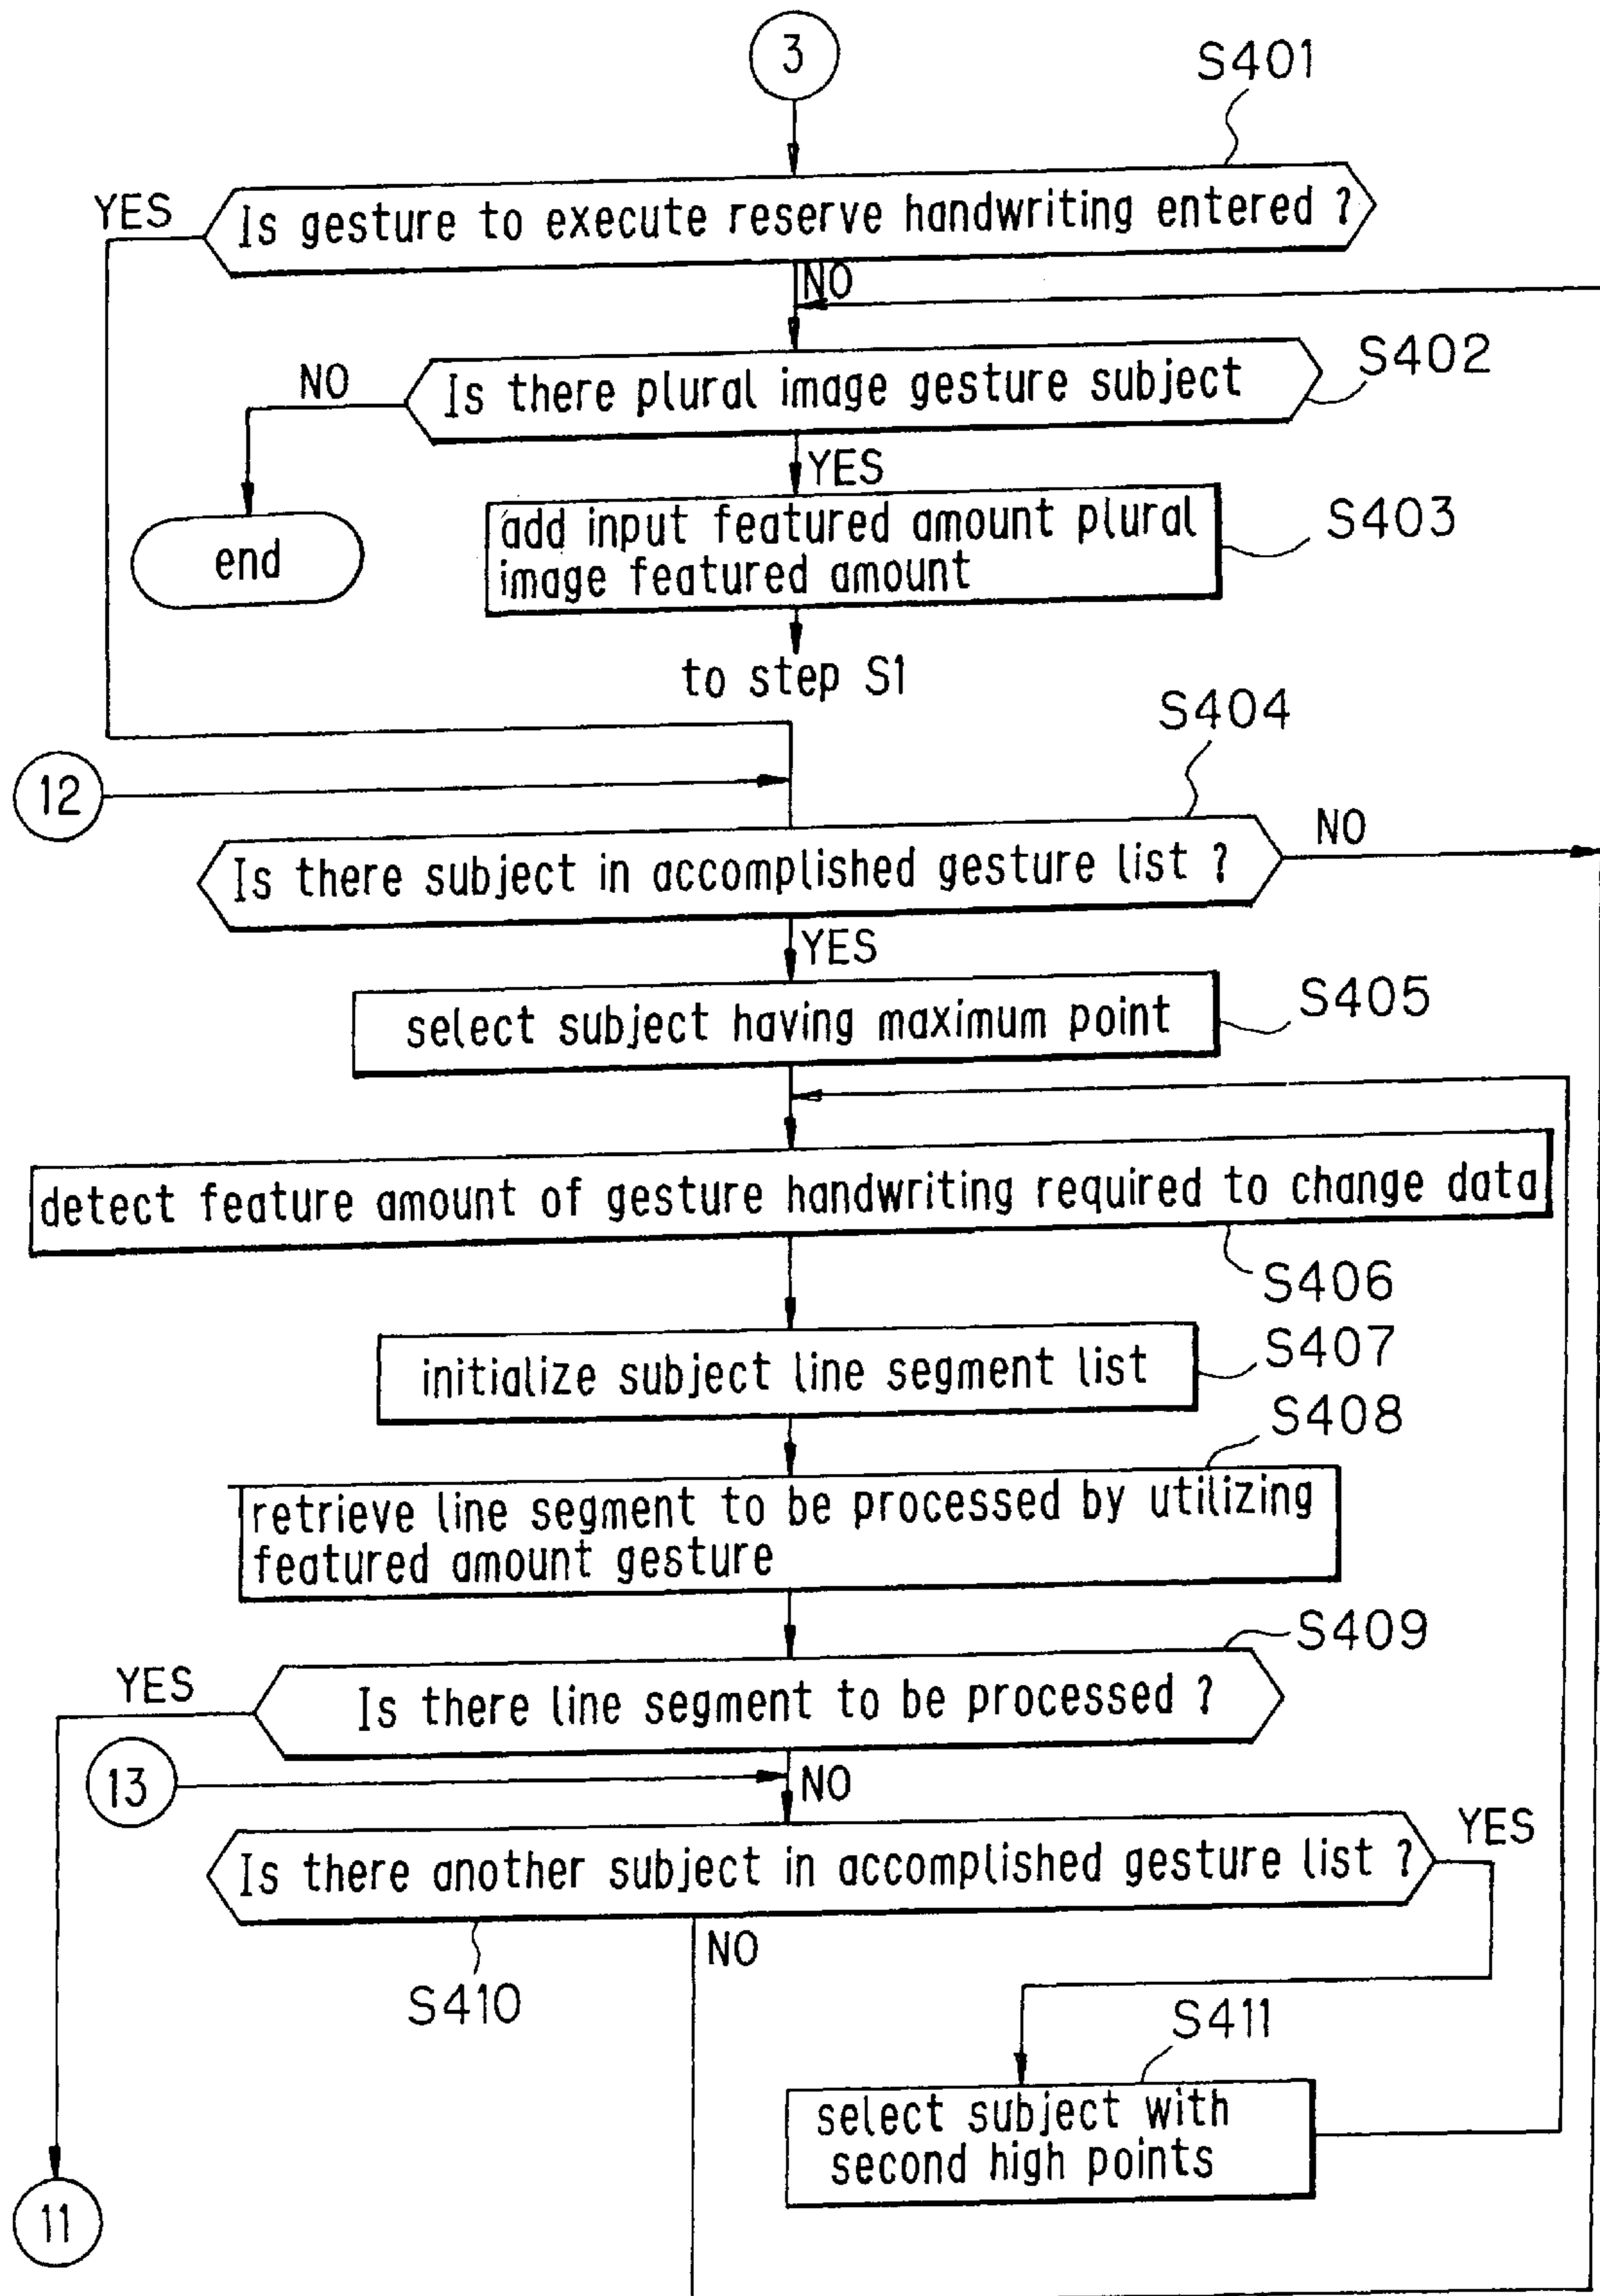 3
S401
YES
Is gesture to execute reserve handwriting entered ?
NO
S402
NO
Is there plural image gesture subject
YES
S403
add input featured amount plural
image featured amount
end
to step S1
S404
12
NO
Is there subject in accomplished gesture list ?
YES
S405
select subject having maximum point
detect feature amount of gesture handwriting required to change data
S406
S407
initialize subject line segment list
S408
retrieve line segment to be processed by utilizing
featured amount gesture
S409
YES
Is there line segment to be processed ?
13
NO
YES
Is there another subject in accomplished gesture list ?
NO
S410
S411
select subject with
second high points
11